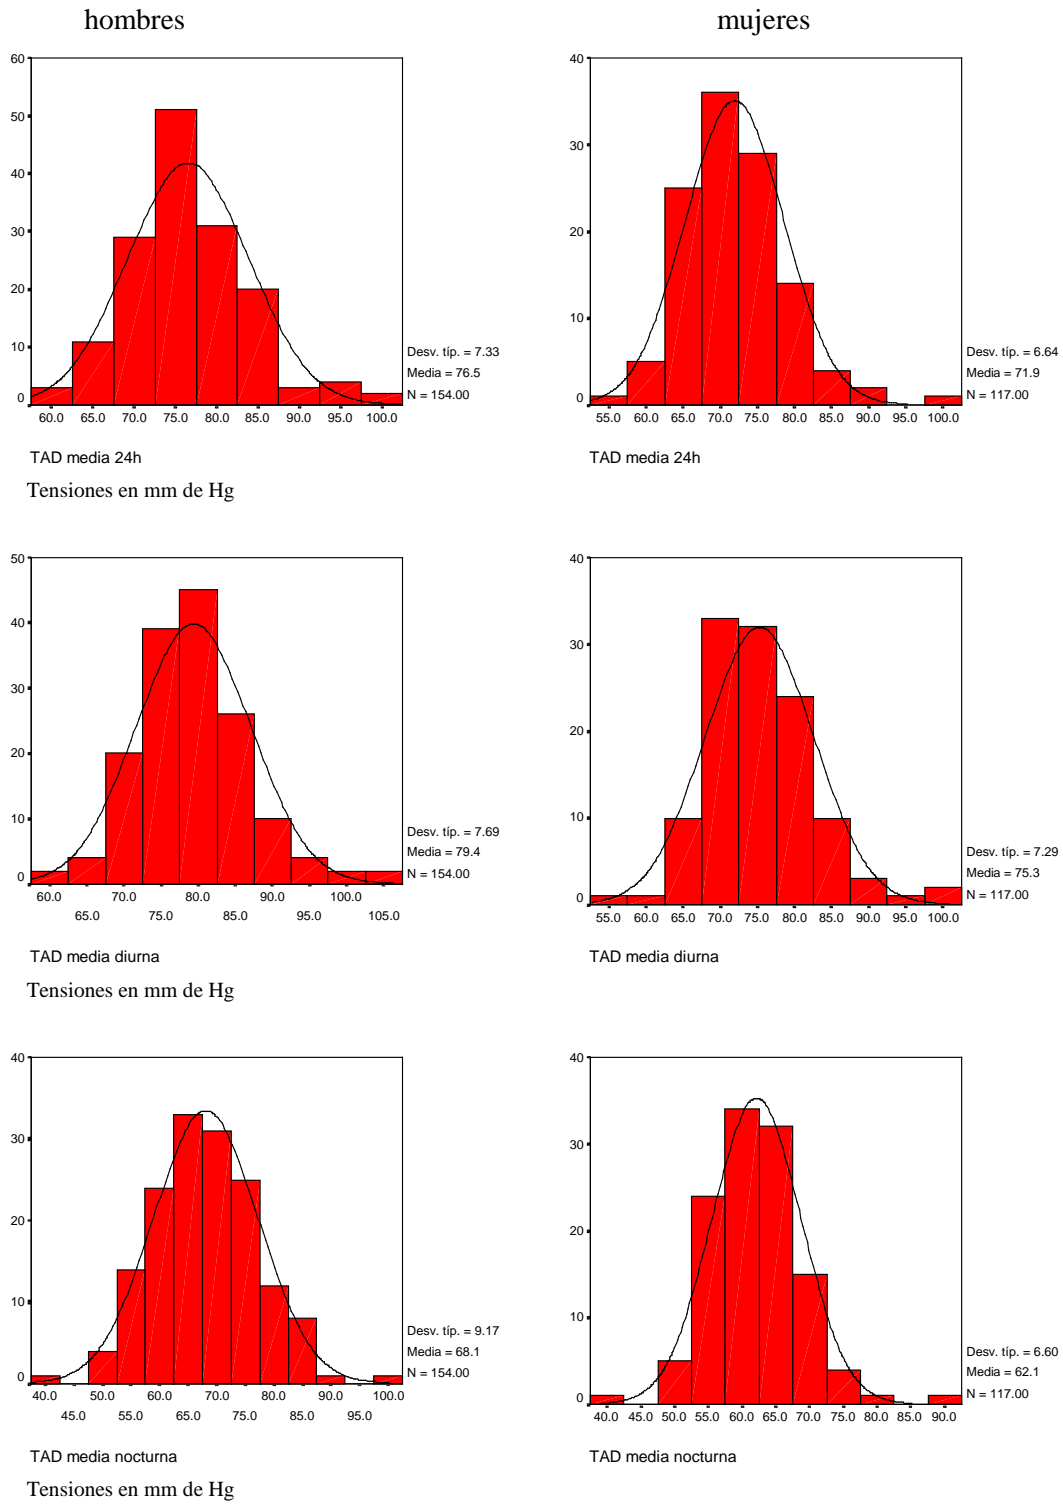 hombres
mujeres
60
50
40
30
20
10
0
60.0 65.0 70.0 75.0 80.0 85.0 90.0 95.0 100.0
Desv. típ. = 7.33
Media = 76.5
N = 154.00
TAD media 24h
Tensiones en mm de Hg
40
30
20
10
0
55.0 60.0 65.0 70.0 75.0 80.0 85.0 90.0 95.0 100.0
Desv. típ. = 6.64
Media = 71.9
N = 117.00
TAD media 24h
50
40
30
20
10
0
60.0 70.0 80.0 90.0 100.0
65.0 75.0 85.0 95.0 105.0
Desv. típ. = 7.69
Media = 79.4
N = 154.00
TAD media diurna
Tensiones en mm de Hg
40
30
20
10
0
55.0 60.0 65.0 70.0 75.0 80.0 85.0 90.0 95.0 100.0
Desv. típ. = 7.29
Media = 75.3
N = 117.00
TAD media diurna
40
30
20
10
0
40.0 50.0 60.0 70.0 80.0 90.0 100.0
45.0 55.0 65.0 75.0 85.0 95.0
Desv. típ. = 9.17
Media = 68.1
N = 154.00
TAD media nocturna
Tensiones en mm de Hg
40
30
20
10
0
40.0 45.0 50.0 55.0 60.0 65.0 70.0 75.0 80.0 85.0 90.0
Desv. típ. = 6.60
Media = 62.1
N = 117.00
TAD media nocturna